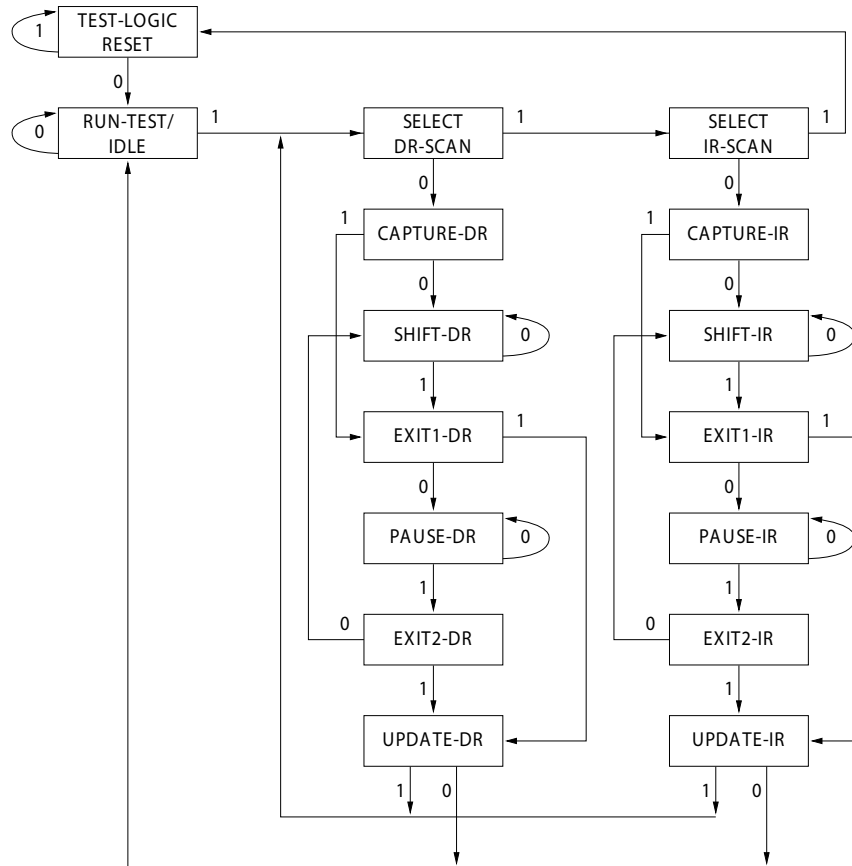 TEST-LOGIC
RESET
1
0
RUN-TEST/
IDLE
0
1
SELECT
DR-SCAN
1
SELECT
IR-SCAN
1
0
0
1
CAPTURE-DR
1
CAPTURE-IR
0
0
SHIFT-DR
0
SHIFT-IR
0
1
1
EXIT1-DR
1
EXIT1-IR
1
0
0
PAUSE-DR
0
PAUSE-IR
0
1
1
0
EXIT2-DR
0
EXIT2-IR
1
1
UPDATE-DR
UPDATE-IR
1
0
1
0